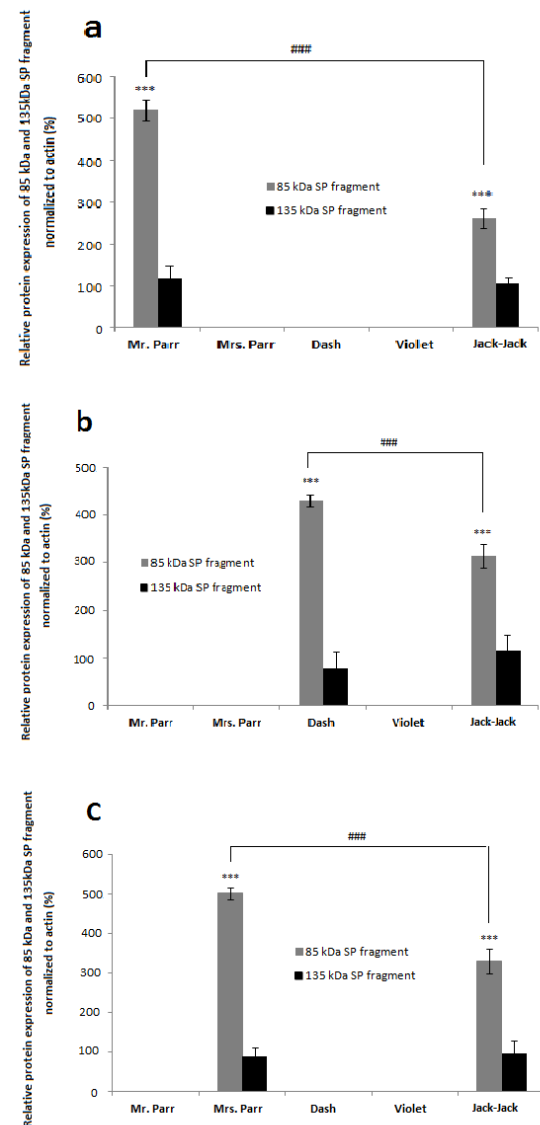 a
###
Relative protein expression of 85 kDa and 135kDa SP fragment
normalized to actin (%)
600
500
400
300
200
100
0
***
***
85 kDa SP fragment
135 kDa SP fragment
Mr. Parr
Mrs. Parr
Dash
Viollet
Jack-Jack
b
###
Relative protein expression of 85 kDa and 135kDa SP fragment
normalized to actin (%)
500
400
300
200
100
0
***
***
85 kDa SP fragment
135 kDa SP fragment
Mr. Parr
Mrs. Parr
Dash
Violet
Jack-Jack
c
###
Relative protein expression of 85 kDa and 135kDa SP fragment
normalized to actin (%)
600
500
400
300
200
100
0
***
***
85 kDa SP fragment
135 kDa SP fragment
Mr. Parr
Mrs. Parr
Dash
Violet
Jack-Jack